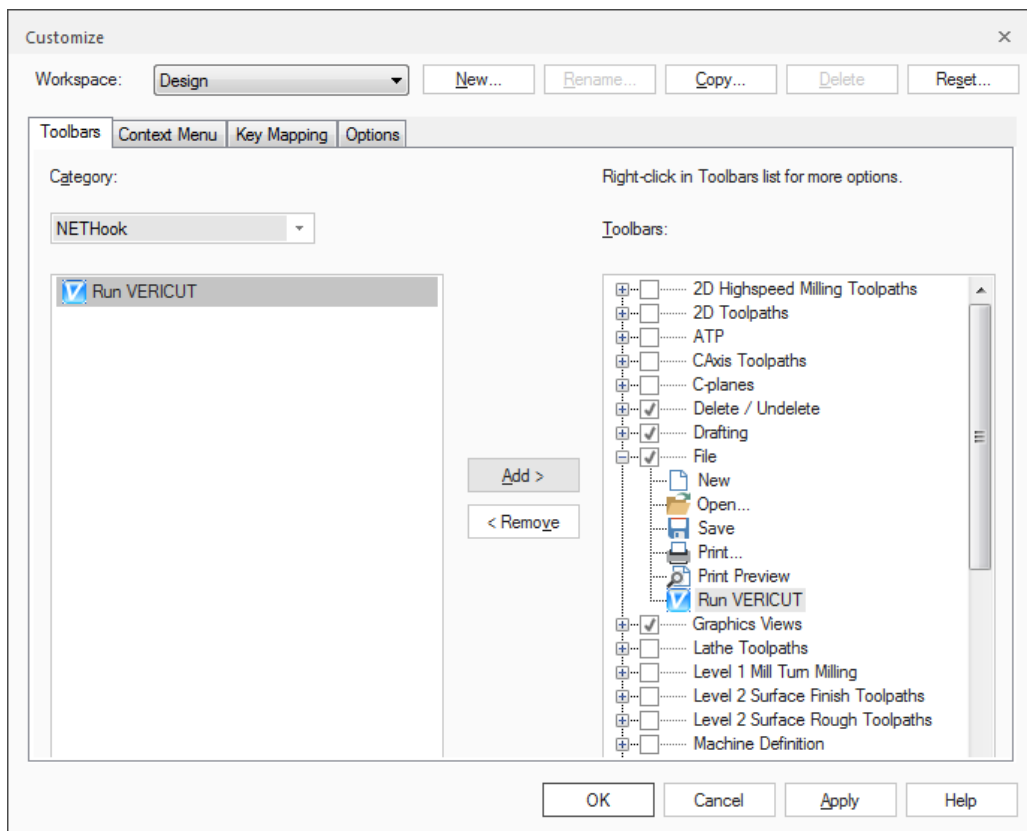 Customize
Workspace: Design New... Rename... Copy... Delete Reset...
Toolbars Context Menu Key Mapping Options
Category: Right-click in Toolbars list for more options.
NETHook Toolbars:
Run VERICUT
2D Highspeed Milling Toolpaths
2D Toolpaths
ATP
CAxis Toolpaths
C-planes
Delete / Undelete
Drafting
File
Add > New
Open...
< Remove Save
Print...
Print Preview
Run VERICUT
Graphics Views
Lathe Toolpaths
Level 1 Mill Turn Milling
Level 2 Surface Finish Toolpaths
Level 2 Surface Rough Toolpaths
Machine Definition
OK Cancel Apply Help